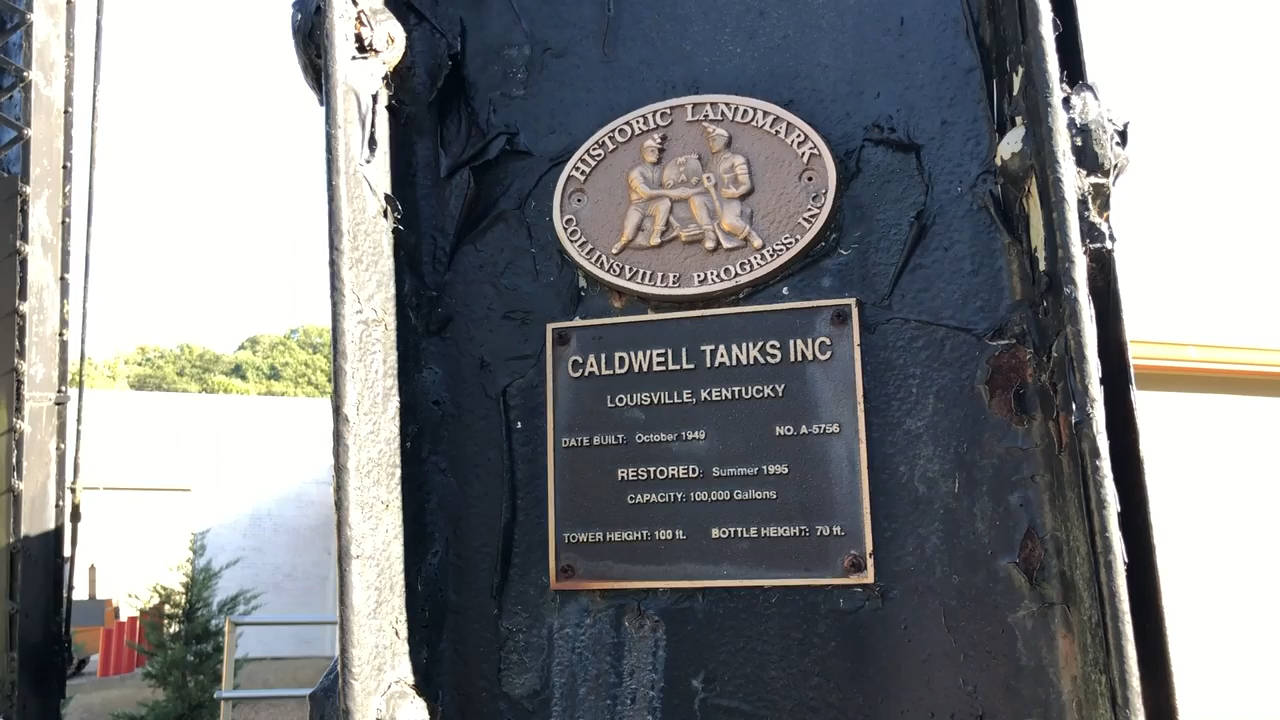 HISTORIC LANDMARK
COLLINSVILLE PROGRESS, INC.
CALDWELL TANKS INC
LOUISVILLE, KENTUCKY
DATE BUILT: October 1949 NO. A-5756
RESTORED: Summer 1995
CAPACITY: 100,000 Gallons
TOWER HEIGHT: 100 ft. BOTTLE HEIGHT: 70 ft.